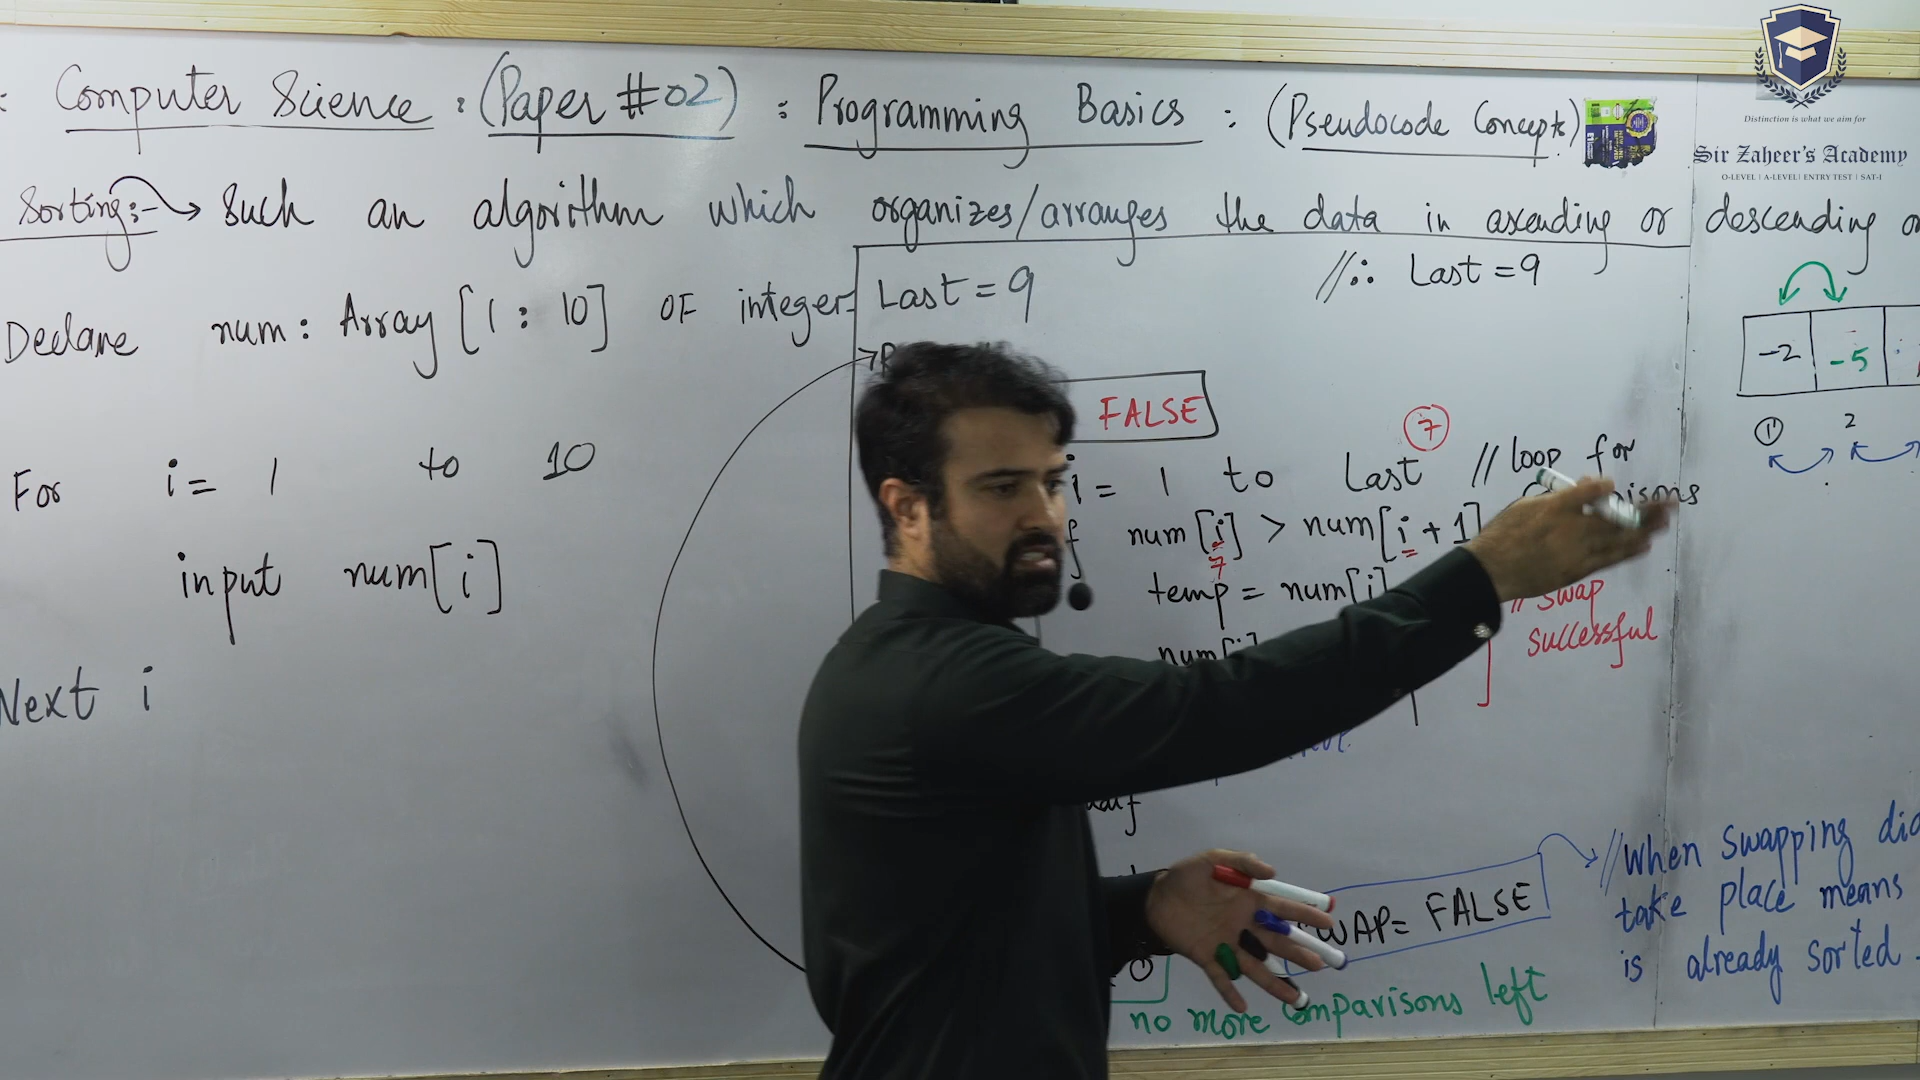 : Computer Science : (Paper #02) : Programming Basics : (Pseudocode Concepts)
Sorting:- → Such an algorithm which organizes/arranges the data in ascending or descending
Declare num: Array [1 : 10] OF integer
For i = 1 to 10
input num[i]
Next i
Last = 9
//∴ Last = 9
FALSE
i = 1 to Last 7 // loop for
num[i] > num[i + 1]
7
temp = num[i]
// swap
successful
num[i]
SWAP= FALSE
no more comparisons left
//when swapping
take place means
is already sorted.
-2 -5
1 2
Distinction is what we aim for
Sir Zaheer's Academy
O-LEVEL | A-LEVEL | ENTRY TEST | SAT-I